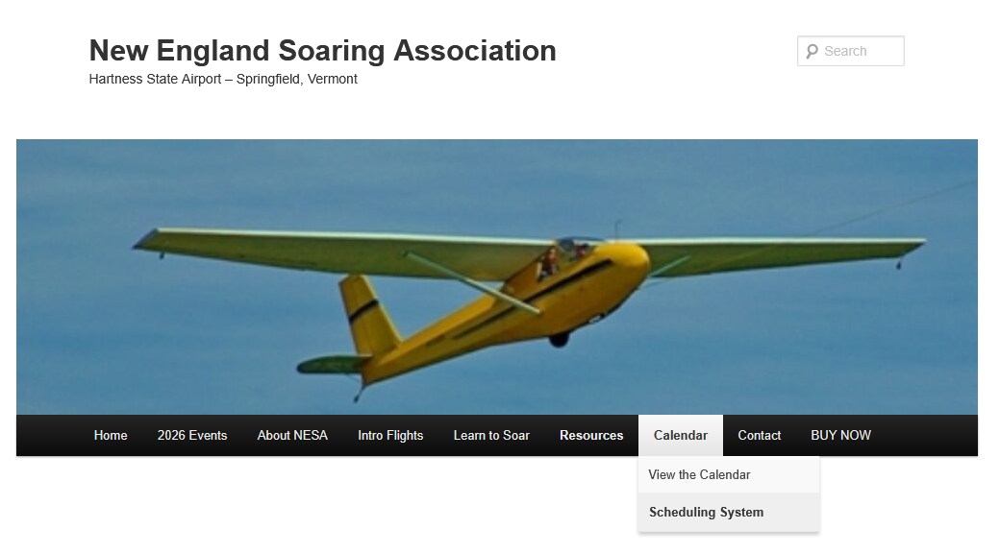 New England Soaring Association
Hartness State Airport – Springfield, Vermont
Search
Home 2026 Events About NESA Intro Flights Learn to Soar Resources Calendar Contact BUY NOW
View the Calendar
Scheduling System